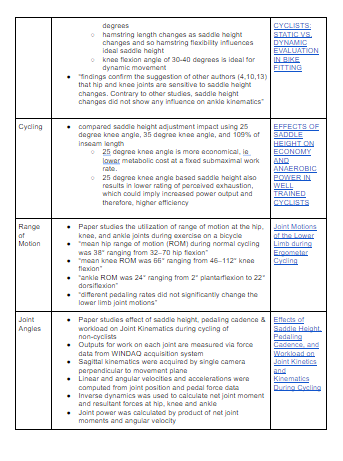 degrees
hamstring length changes as saddle height
changes and so hamstring flexibility influences
ideal saddle height
knee flexion angle of 30-40 degrees is ideal for
dynamic movement
"findings confirm the suggestion of other authors (4,10,13)
that hip and knee joints are sensitive to saddle height
changes. Contrary to other studies, saddle height
changes did not show any influence on ankle kinematics"
CYCLISTS:
STATIC VS.
DYNAMIC
EVALUATION
IN BIKE
FITTING
Cycling
compared saddle height adjustment impact using 25
degree knee angle, 35 degree knee angle, and 109% of
inseam length
25 degree knee angle is more economical, ie
lower metabolic cost at a fixed submaximal work
rate.
25 degree knee angle based saddle height also
results in lower rating of perceived exhaustion,
which could imply increased power output and
therefore, higher efficiency
EFFECTS OF
SADDLE
HEIGHT ON
ECONOMY
AND
ANAEROBIC
POWER IN
WELL
TRAINED
CYCLISTS
Range
of
Motion
Paper studies the utilization of range of motion at the hip,
knee, and ankle joints during exercise on a bicycle
"mean hip range of motion (ROM) during normal cycling
was 38° ranging from 32–70 hip flexion"
"mean knee ROM was 66° ranging from 46–112° knee
flexion"
"ankle ROM was 24° ranging from 2° plantarflexion to 22°
dorsiflexion"
"different pedaling rates did not significantly change the
lower limb joint motions"
Joint Motions
of the Lower
Limb during
Ergometer
Cycling
Joint
Angles
Paper studies effect of saddle height, pedaling cadence &
workload on Joint Kinematics during cycling of
non-cyclists
Outputs for work on each joint are measured via force
data from WINDAQ acquisition system
Sagittal kinematics were acquired by single camera
perpendicular to movement plane
Linear and angular velocities and accelerations were
computed from joint position and pedal force data
Inverse dynamics was used to calculate net joint moment
and resultant forces at hip, knee and ankle
Joint power was calculated by product of net joint
moments and angular velocity
Effects of
Saddle Height,
Pedaling
Cadence, and
Workload on
Joint Kinetics
and
Kinematics
During Cycling